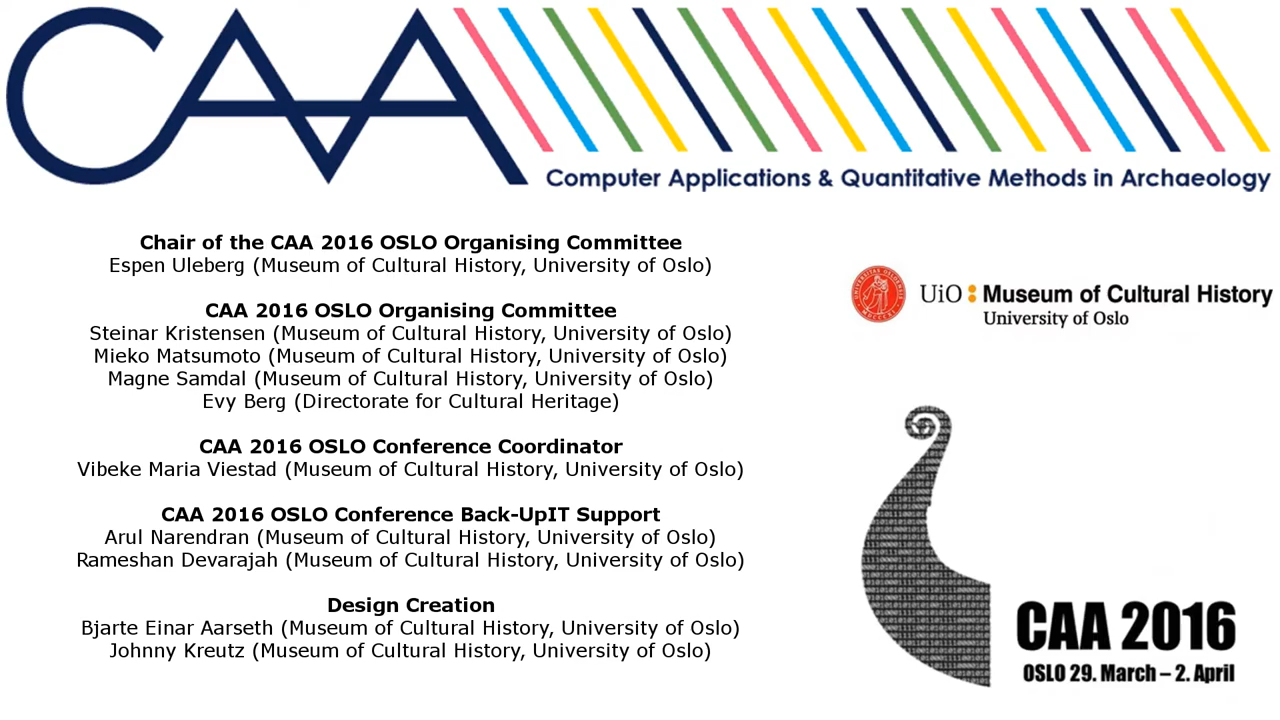 CAA
Computer Applications & Quantitative Methods in Archaeology
Chair of the CAA 2016 OSLO Organising Committee
Espen Uleberg (Museum of Cultural History, University of Oslo)
CAA 2016 OSLO Organising Committee
Steinar Kristensen (Museum of Cultural History, University of Oslo)
Mieko Matsumoto (Museum of Cultural History, University of Oslo)
Magne Samdal (Museum of Cultural History, University of Oslo)
Evy Berg (Directorate for Cultural Heritage)
CAA 2016 OSLO Conference Coordinator
Vibeke Maria Viestad (Museum of Cultural History, University of Oslo)
CAA 2016 OSLO Conference Back-UpIT Support
Arul Narendran (Museum of Cultural History, University of Oslo)
Rameshan Devarajah (Museum of Cultural History, University of Oslo)
Design Creation
Bjarte Einar Aarseth (Museum of Cultural History, University of Oslo)
Johnny Kreutz (Museum of Cultural History, University of Oslo)
UNIVERSITAS OSLOENSIS
MDCCCXI
UiO : Museum of Cultural History
University of Oslo
CAA 2016
OSLO 29. March – 2. April